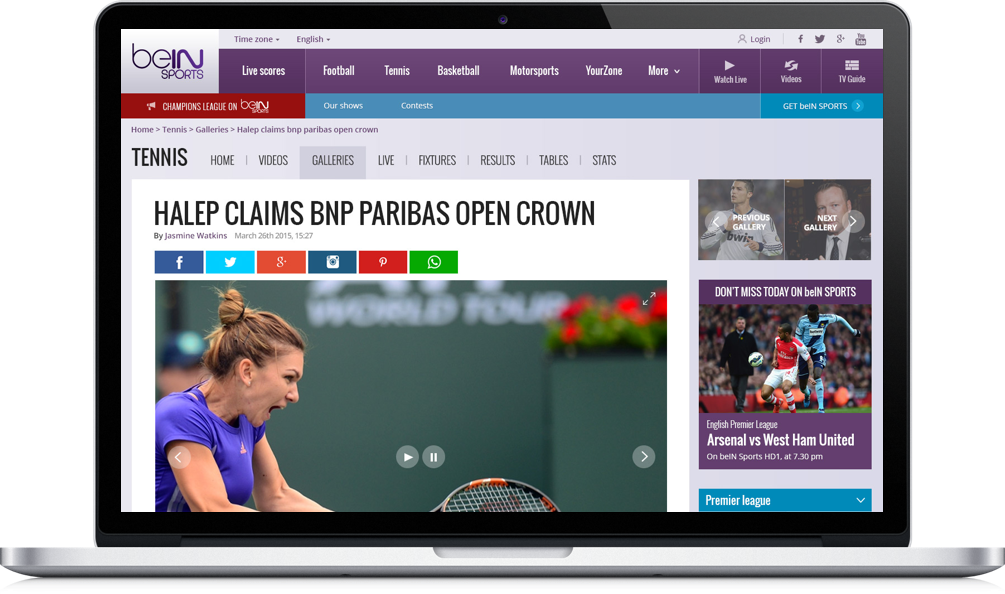 Time zone
English
Login
beIN
SPORTS
Live scores
Football
Tennis
Basketball
Motorsports
YourZone
More
Watch Live
Videos
TV Guide
CHAMPIONS LEAGUE ON beIN SPORTS
Our shows
Contests
GET beIN SPORTS
Home > Tennis > Galleries > Halep claims bnp paribas open crown
TENNIS
HOME | VIDEOS GALLERIES LIVE | FIXTURES | RESULTS | TABLES | STATS
HALEP CLAIMS BNP PARIBAS OPEN CROWN
By Jasmine Watkins March 26th 2015, 15:27
WORLD TOUR
PREVIOUS
GALLERY
NEXT
GALLERY
bwin
DON'T MISS TODAY ON beIN SPORTS
English Premier League
Arsenal vs West Ham United
On beIN Sports HD1, at 7.30 pm
Premier league